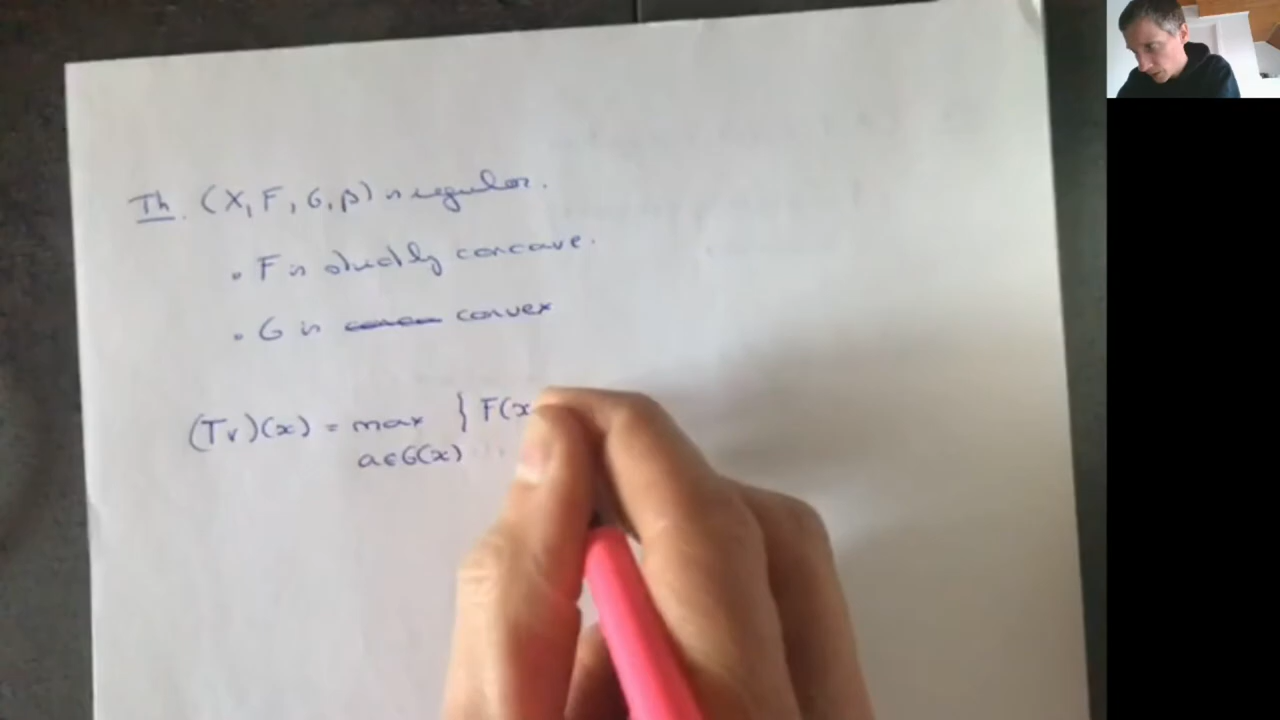 Th. (X, F, G, β) is regular.
• F is strictly concave.
• G is convex
(Tv)(x) = max { F(x
a∈G(x)